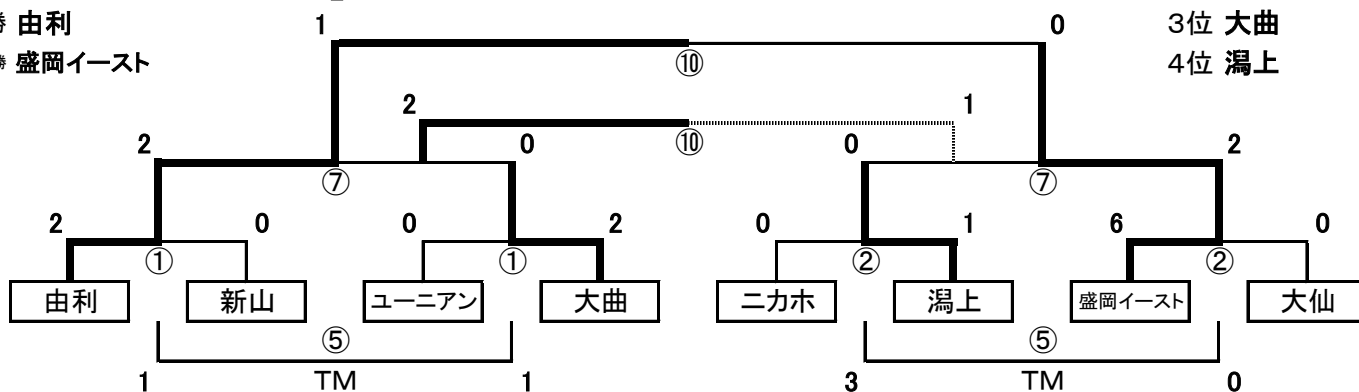 勝 由利
勝 盛岡イースト
3位 大曲
4位 潟上
1 0
⑩
2 1
⑩
2 0 0 2
⑦ ⑦
2 0 0 2 0 1 6 0
① ① ② ②
由利 新山 ユーニアン 大曲 ニカホ 潟上 盛岡イースト 大仙
⑤ ⑤
1 TM 1 3 TM 0